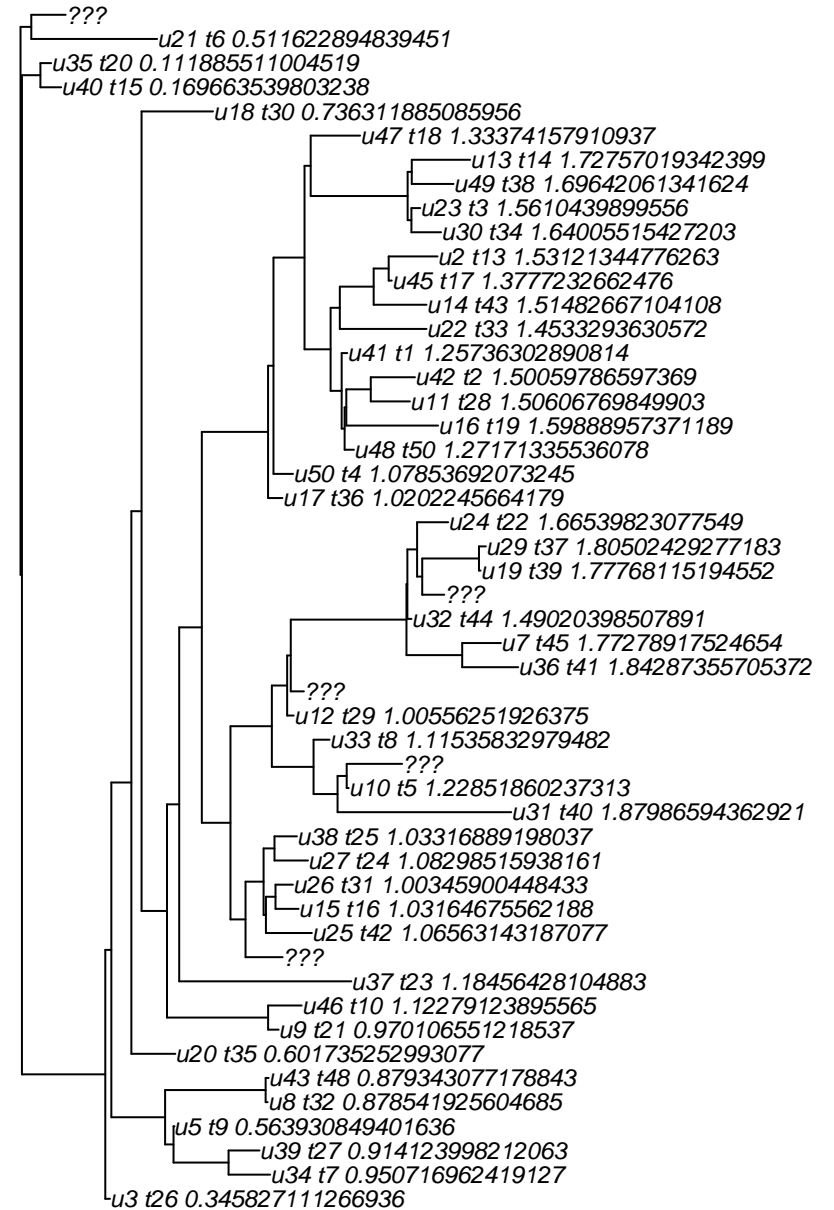 ???
u21 t6 0.511622894839451
u35 t20 0.111885511004519
u40 t15 0.169663539803238
u18 t30 0.736311885085956
u47 t18 1.33374157910937
u13 t14 1.72757019342399
u49 t38 1.69642061341624
u23 t3 1.5610439899556
u30 t34 1.64005515427203
u2 t13 1.53121344776263
u45 t17 1.3777232662476
u14 t43 1.51482667104108
u22 t33 1.4533293630572
u41 t1 1.25736302890814
u42 t2 1.50059786597369
u11 t28 1.50606769849903
u16 t19 1.59888957371189
u48 t50 1.27171335536078
u50 t4 1.07853692073245
u17 t36 1.0202245664179
u24 t22 1.66539823077549
u29 t37 1.80502429277183
u19 t39 1.77768115194552
???
u32 t44 1.49020398507891
u7 t45 1.77278917524654
u36 t41 1.84287355705372
???
u12 t29 1.00556251926375
u33 t8 1.11535832979482
???
u10 t5 1.22851860237313
u31 t40 1.87986594362921
u38 t25 1.03316889198037
u27 t24 1.08298515938161
u26 t31 1.00345900448433
u15 t16 1.03164675562188
u25 t42 1.06563143187077
???
u37 t23 1.18456428104883
u46 t10 1.12279123895565
u9 t21 0.970106551218537
u20 t35 0.601735252993077
u43 t48 0.879343077178843
u8 t32 0.878541925604685
u5 t9 0.563930849401636
u39 t27 0.914123998212063
u34 t7 0.950716962419127
u3 t26 0.345827111266936